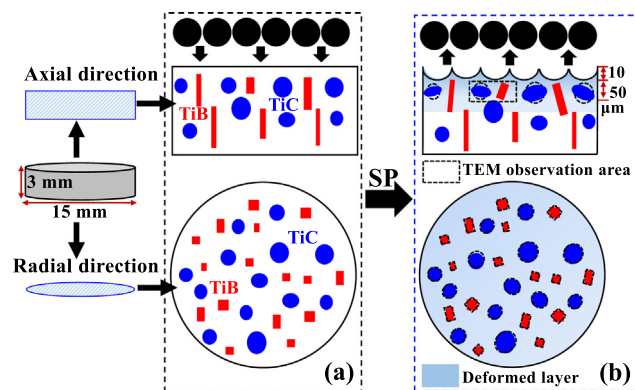 Axial direction
TiB
TiC
3 mm
15 mm
Radial direction
TiC
TiB
(a)
SP
10
50
μm
TEM observation area
Deformed layer
(b)